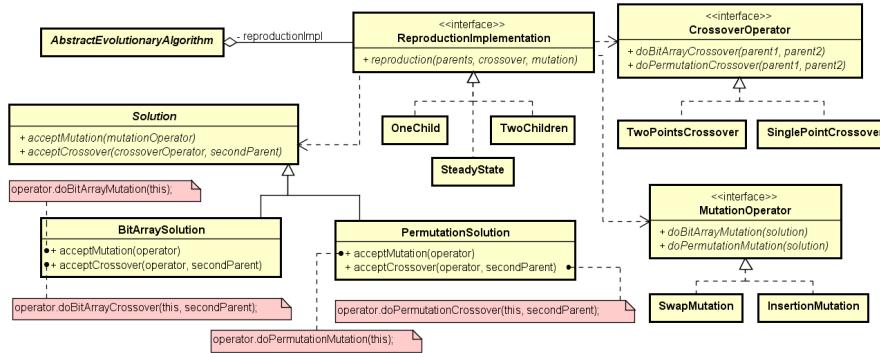 AbstractEvolutionaryAlgorithm
- reproductionImpl
<<interface>>
ReproductionImplementation
+ reproduction(parents, crossover, mutation)
<<interface>>
CrossoverOperator
+ doBitArrayCrossover(parent1, parent2)
+ doPermutationCrossover(parent1, parent2)
Solution
+ acceptMutation(mutationOperator)
+ acceptCrossover(crossoverOperator, secondParent)
OneChild
TwoChildren
SteadyState
TwoPointsCrossover
SinglePointCrossover
operator.doBitArrayMutation(this);
BitArraySolution
+ acceptMutation(operator)
+ acceptCrossover(operator, secondParent)
PermutationSolution
+ acceptMutation(operator)
+ acceptCrossover(operator, secondParent)
<<interface>>
MutationOperator
+ doBitArrayMutation(solution)
+ doPermutationMutation(solution)
operator.doBitArrayCrossover(this, secondParent);
operator.doPermutationCrossover(this, secondParent);
operator.doPermutationMutation(this);
SwapMutation
InsertionMutation